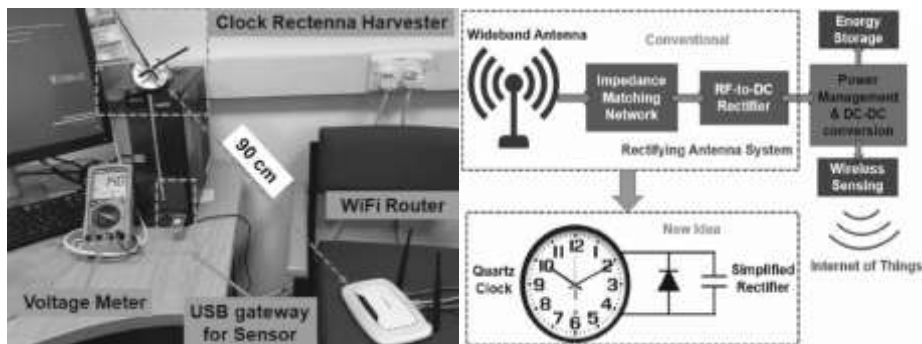 Clock Rectenna Harvester
90 cm
WiFi Router
Voltage Meter
USB gateway
for Sensor
Wideband Antenna
Conventional
Impedance
Matching
Network
RF-to-DC
Rectifier
Rectifying Antenna System
Energy
Storage
Power
Management
& DC-DC
conversion
Wireless
Sensing
Internet of Things
New Idea
Quartz
Clock
12
1
2
3
4
5
6
7
8
9
10
11
Simplified
Rectifier